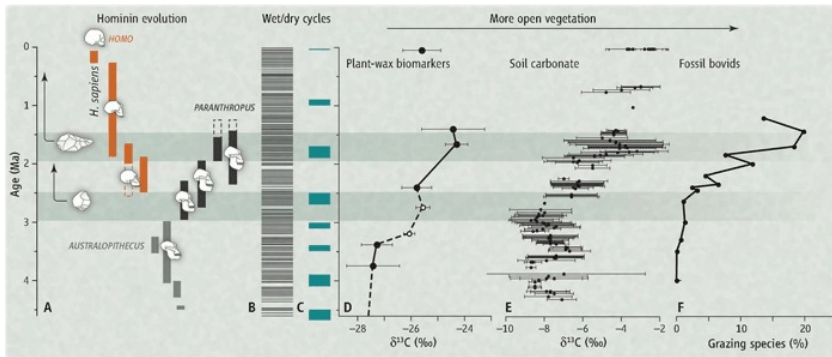 Hominin evolution
Wet/dry cycles
More open vegetation
HOMO
H. sapiens
PARANTHROPUS
AUSTRALOPITHECUS
Plant-wax biomarkers
Soil carbonate
Fossil bovids
Age (Ma)
0
1
2
3
4
A
B
C
D
E
F
−28
−26
−24
δ¹³C (‰)
−10
−8
−6
−4
−2
δ¹³C (‰)
0
10
20
Grazing species (%)